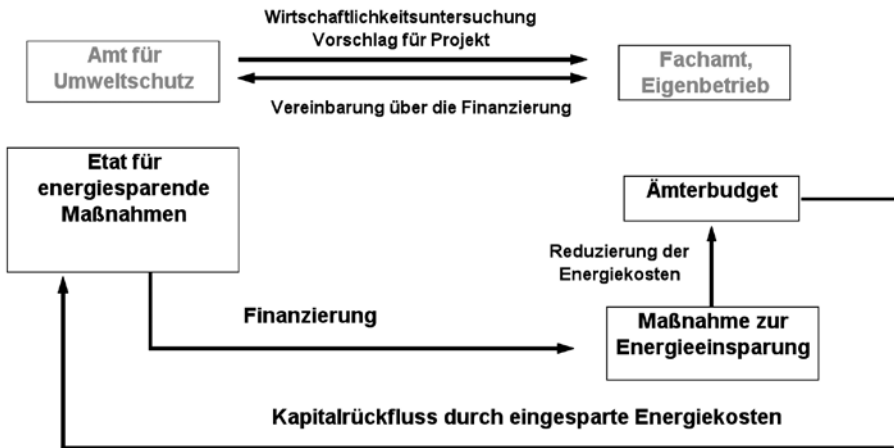 Wirtschaftlichkeitsuntersuchung
Vorschlag für Projekt
Amt für
Umweltschutz
Fachamt,
Eigenbetrieb
Vereinbarung über die Finanzierung
Etat für
energiesparende
Maßnahmen
Ämterbudget
Reduzierung der
Energiekosten
Finanzierung
Maßnahme zur
Energieeinsparung
Kapitalrückfluss durch eingesparte Energiekosten